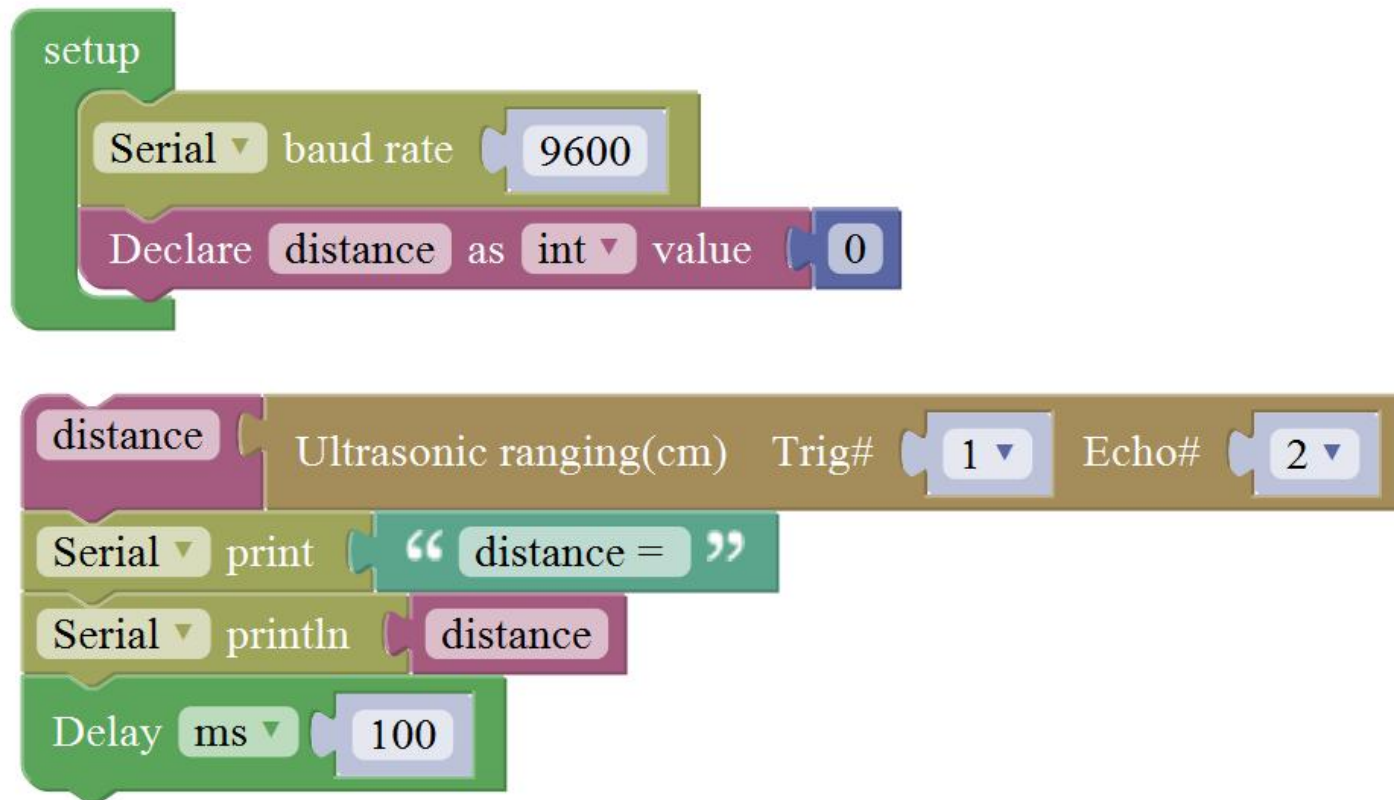 setup
Serial baud rate 9600
Declare distance as int value 0
distance Ultrasonic ranging(cm) Trig# 1 Echo# 2
Serial print “ distance = ”
Serial println distance
Delay ms 100